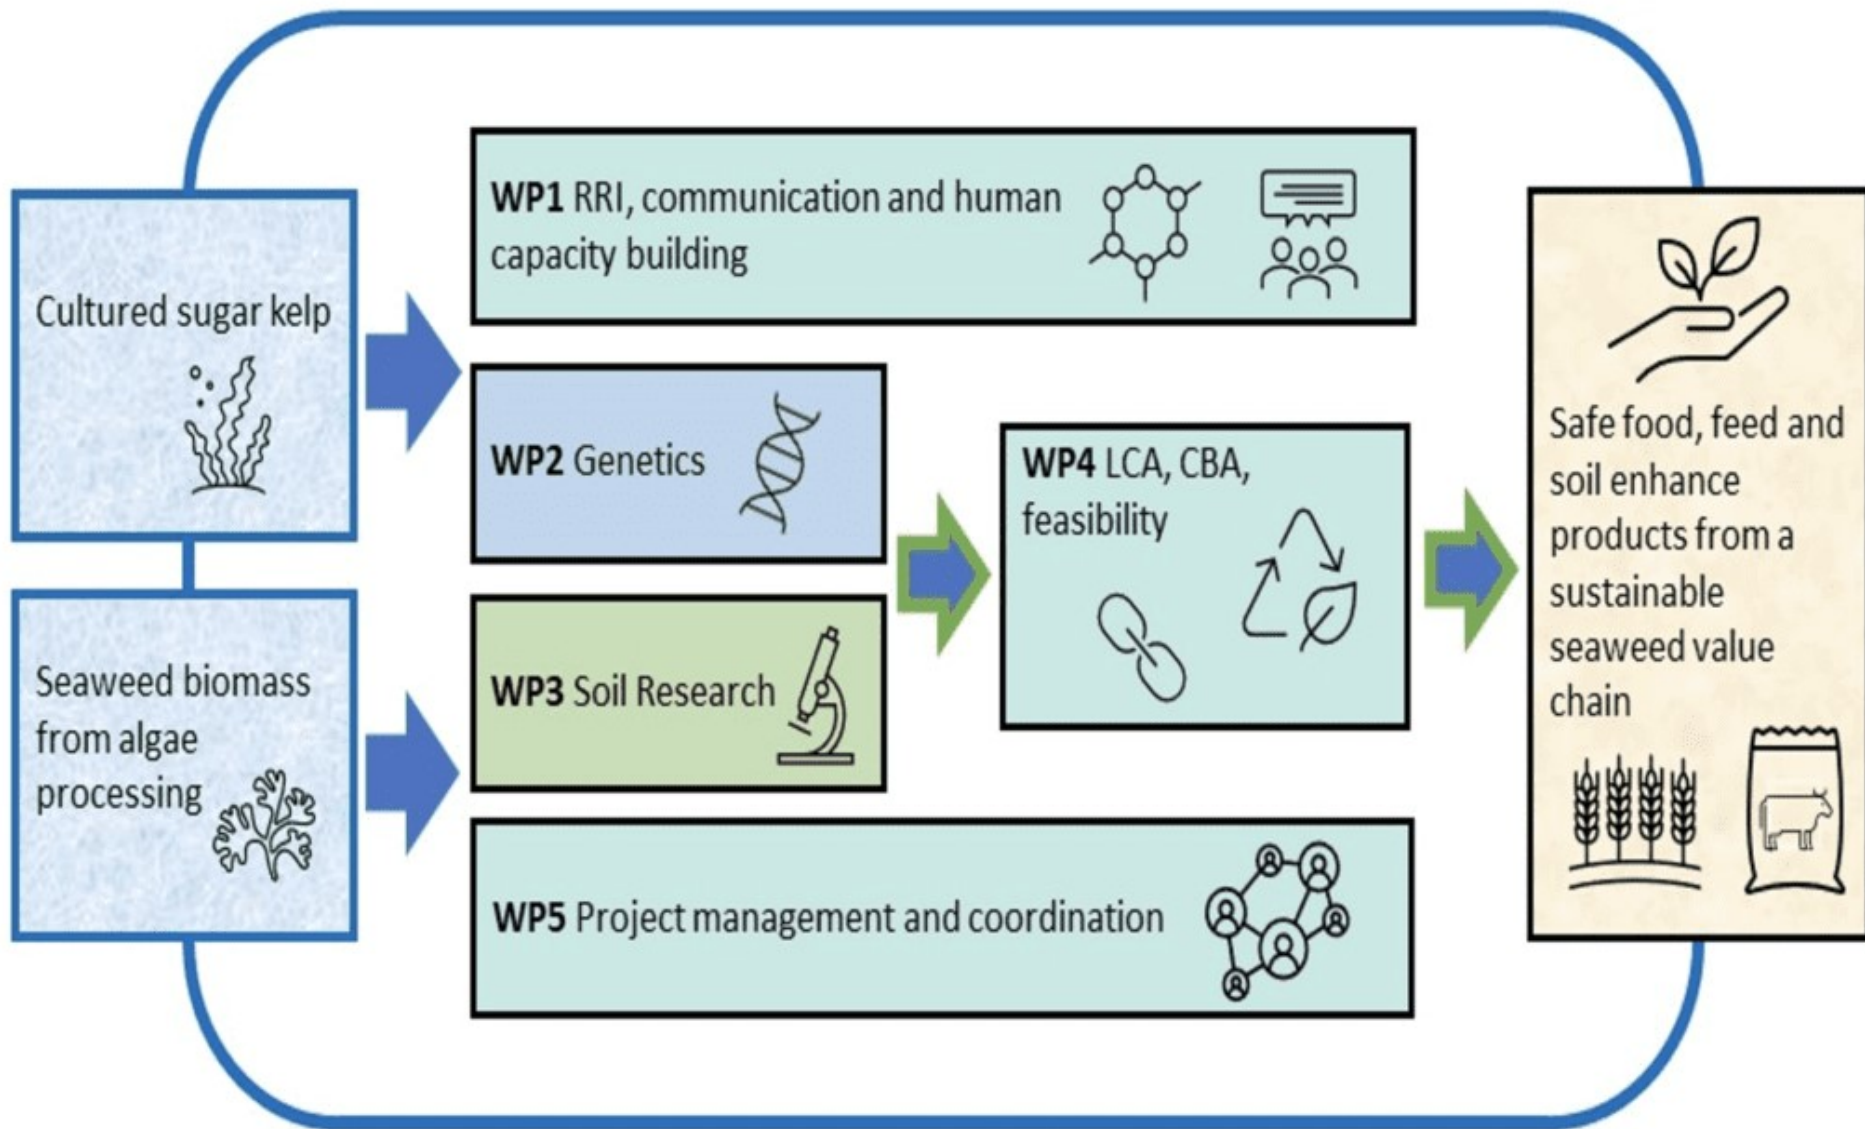 Cultured sugar kelp
Seaweed biomass
from algae
processing
WP1 RRI, communication and human
capacity building
WP2 Genetics
WP3 Soil Research
WP4 LCA, CBA,
feasibility
WP5 Project management and coordination
Safe food, feed and
soil enhance
products from a
sustainable
seaweed value
chain